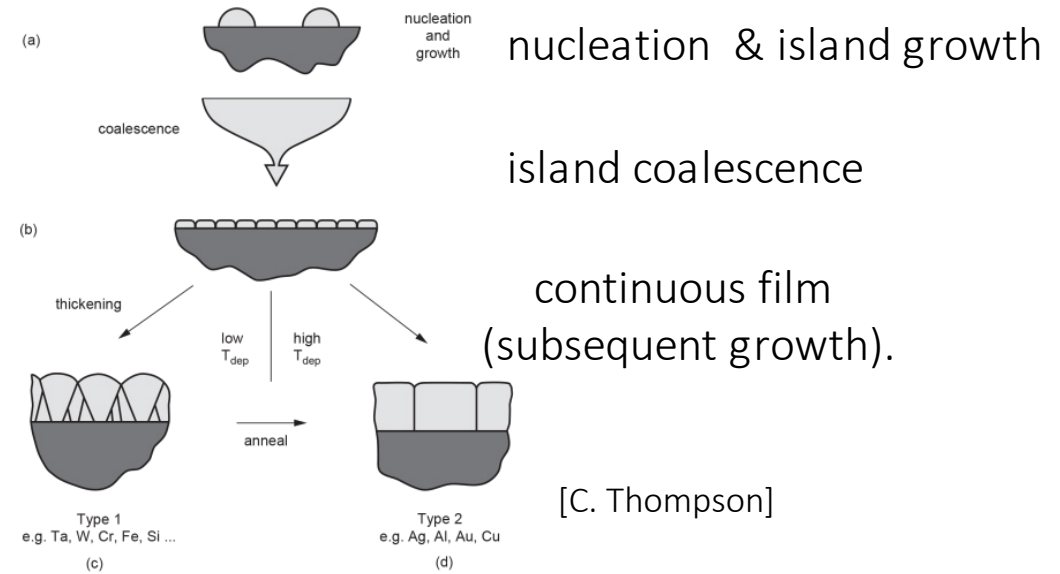 (a)
nucleation
and
growth
nucleation & island growth
coalescence
island coalescence
(b)
thickening
low
T_dep
high
T_dep
continuous film
(subsequent growth).
anneal
[C. Thompson]
Type 1
e.g. Ta, W, Cr, Fe, Si ...
(c)
Type 2
e.g. Ag, Al, Au, Cu
(d)